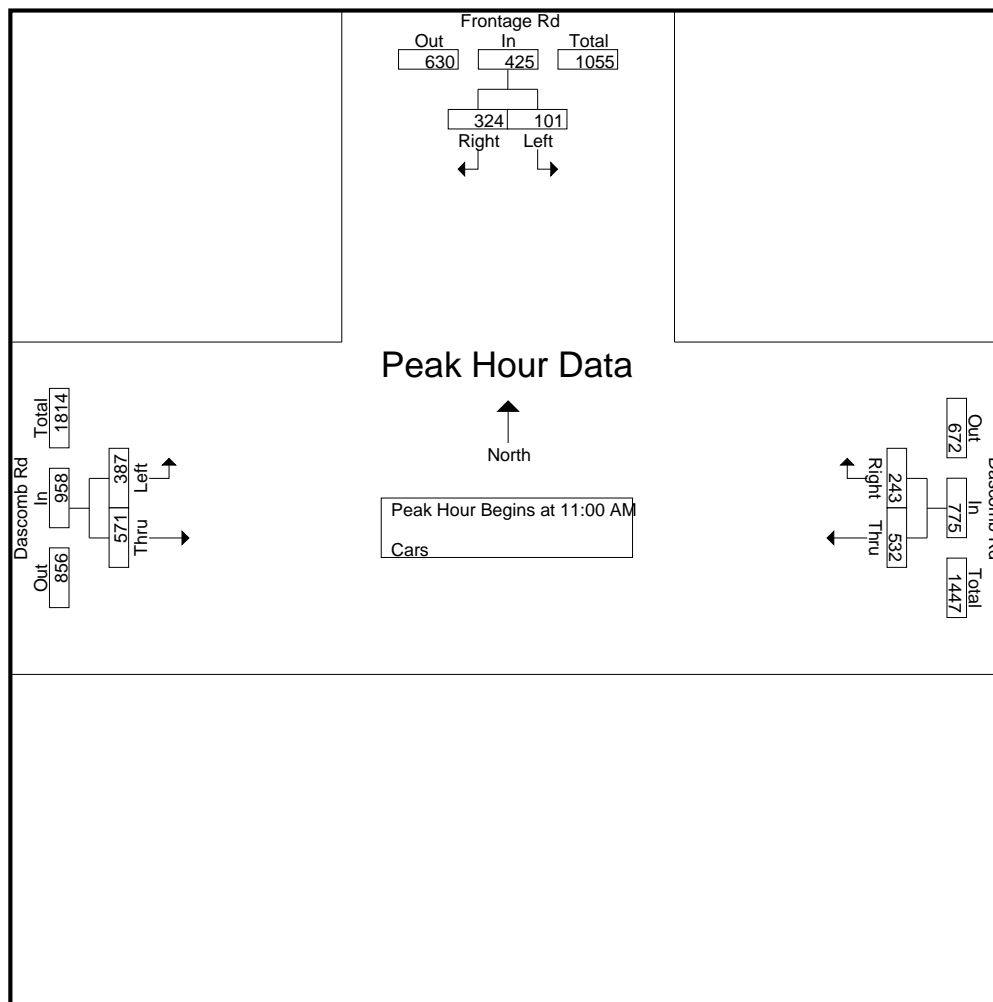 Frontage Rd
Out In Total
630 425 1055
324 101
Right Left
Peak Hour Data
North
Peak Hour Begins at 11:00 AM
Cars
Dascomb Rd
Total In Out
1814 958 856
387 571
Left Thru
Dascomb Rd
Out In Total
672 775 1447
243 532
Right Thru